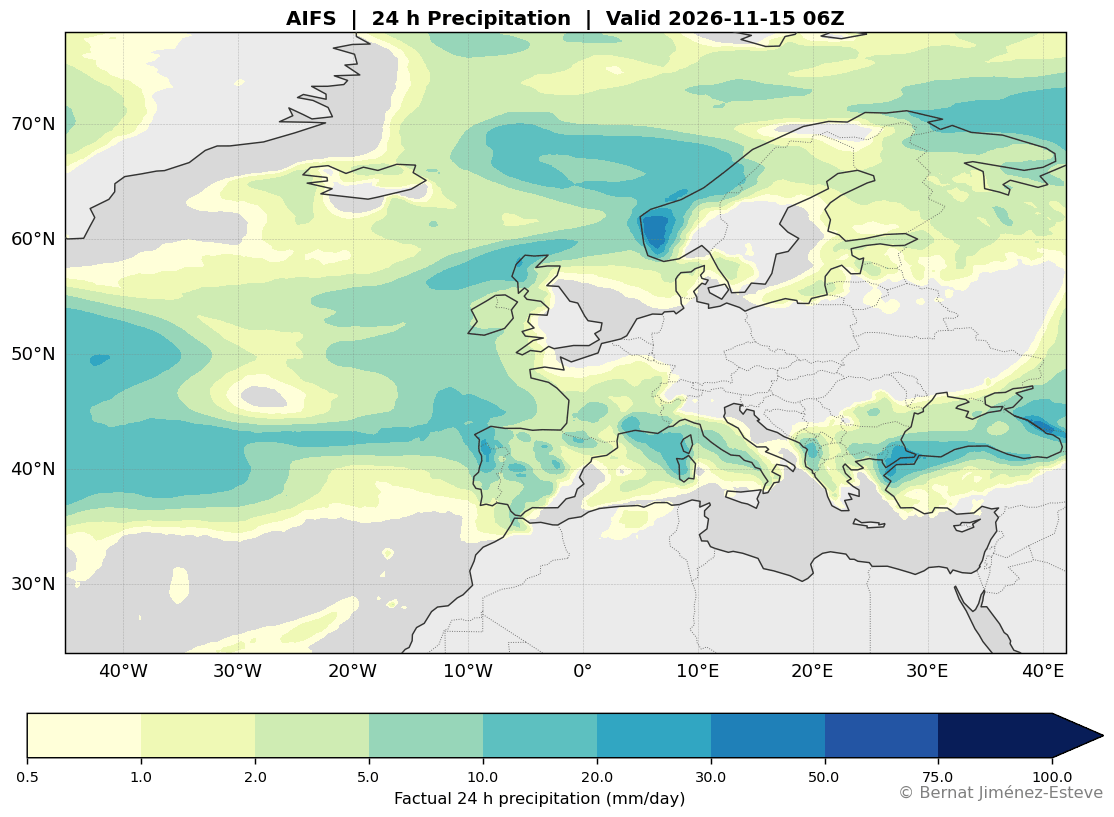 AIFS | 24 h Precipitation | Valid 2026-11-15 06Z
70°N
60°N
50°N
40°N
30°N
40°W 30°W 20°W 10°W 0° 10°E 20°E 30°E 40°E
0.5 1.0 2.0 5.0 10.0 20.0 30.0 50.0 75.0 100.0
Factual 24 h precipitation (mm/day)
© Bernat Jiménez-Esteve